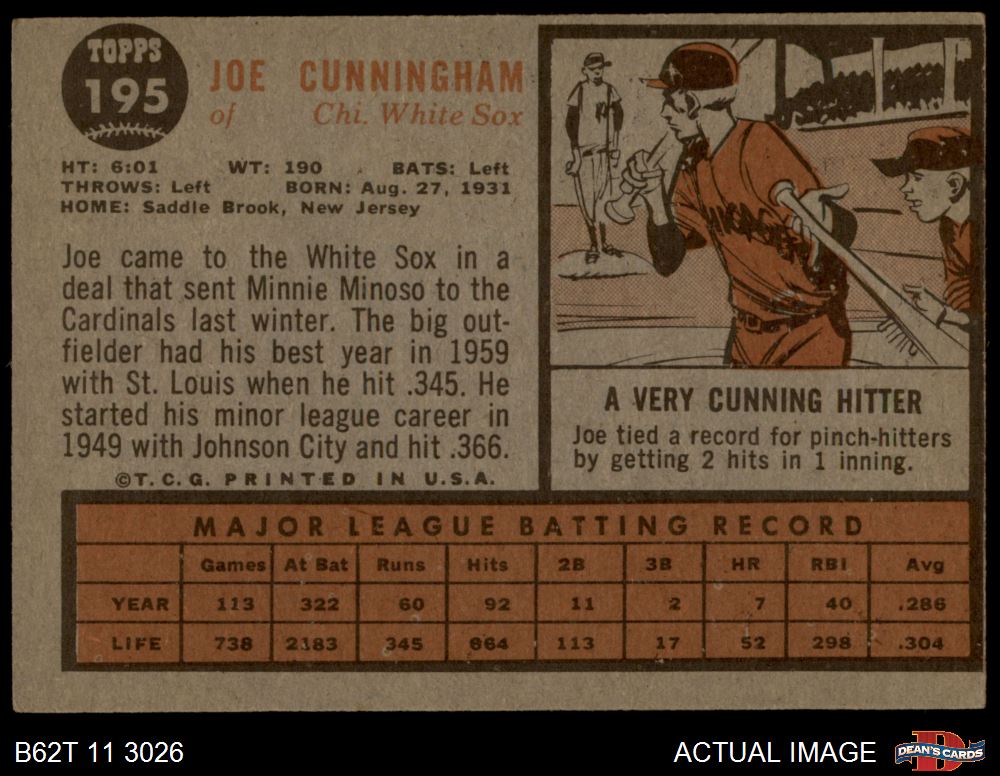 TOPPS
195
JOE CUNNINGHAM
of Chi. White Sox
HT: 6:01 WT: 190 BATS: Left
THROWS: Left BORN: Aug. 27, 1931
HOME: Saddle Brook, New Jersey
Joe came to the White Sox in a
deal that sent Minnie Minoso to the
Cardinals last winter. The big out-
fielder had his best year in 1959
with St. Louis when he hit .345. He
started his minor league career in
1949 with Johnson City and hit .366.
©T.C.G. PRINTED IN U.S.A.
A VERY CUNNING HITTER
Joe tied a record for pinch-hitters
by getting 2 hits in 1 inning.
MAJOR LEAGUE BATTING RECORD
Games At Bat Runs Hits 2B 3B HR RBI Avg
YEAR 113 322 60 92 11 2 7 40 .286
LIFE 738 2183 345 664 113 17 52 298 .304
B62T 11 3026
ACTUAL IMAGE
DEAN'S CARDS